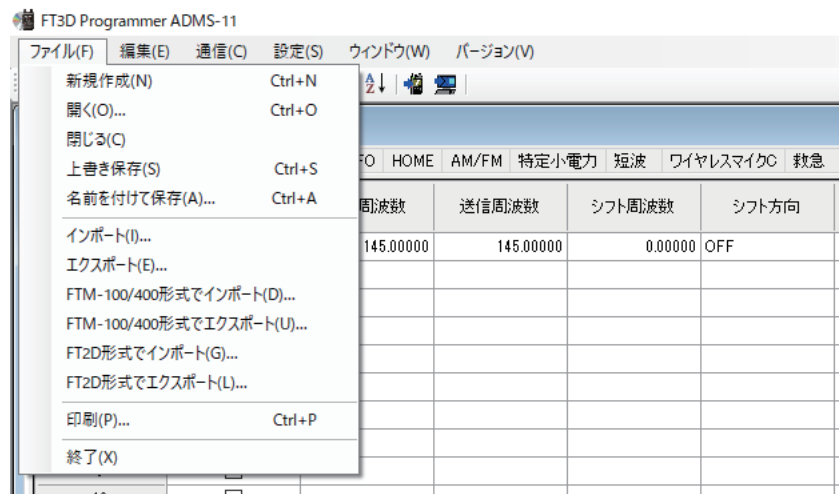 FT3D Programmer ADMS-11
ファイル(F) 編集(E) 通信(C) 設定(S) ウィンドウ(W) バージョン(V)
新規作成(N) Ctrl+N
開く(O)... Ctrl+O
閉じる(C)
上書き保存(S) Ctrl+S
名前を付けて保存(A)... Ctrl+A
インポート(I)...
エクスポート(E)...
FTM-100/400形式でインポート(D)...
FTM-100/400形式でエクスポート(U)...
FT2D形式でインポート(G)...
FT2D形式でエクスポート(L)...
印刷(P)... Ctrl+P
終了(X)
FO HOME AM/FM 特定小電力 短波 ワイヤレスマイクC 救急
周波数 送信周波数 シフト周波数 シフト方向
145.00000 145.00000 0.00000 OFF